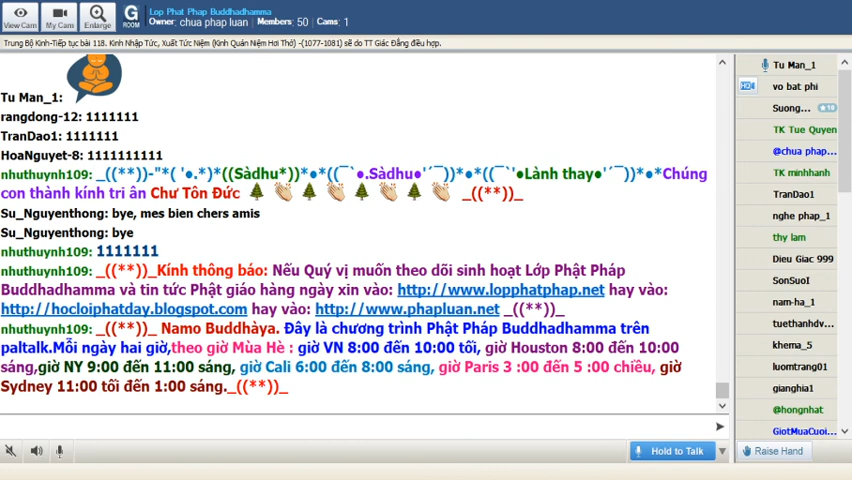 View Cam
My Cam
Enlarge
G
ROOM
Lop Phat Phap Buddhadhamma
Owner: chua phap luan Members: 50 Cams: 1
Trung Bộ Kinh-Tiếp tục bài 118. Kinh Nhập Tức, Xuất Tức Niệm (Kinh Quán Niệm Hơi Thở) -(1077-1081) sẽ do TT Giác Đẳng điều hợp.
Tu Man_1:
rangdong-12: 1111111
TranDao1: 1111111
HoaNguyet-8: 1111111111
nhuthuynh109: _((**))-"*( '●.*)*((Sàdhu*))*●*((¯`●.Sàdhu●'´¯))*●*((¯`'●Lành thay●'´¯))*●*Chúng
con thành kính tri ân Chư Tôn Đức 🌲 👏 🌲 👏 🌲 👏 🌲 👏 _((**))_
Su_Nguyenthong: bye, mes bien chers amis
Su_Nguyenthong: bye
nhuthuynh109: 1111111
nhuthuynh109: _((**))_Kính thông báo: Nếu Quý vị muốn theo dõi sinh hoạt Lớp Phật Pháp
Buddhadhamma và tin tức Phật giáo hàng ngày xin vào: http://www.lopphatphap.net hay vào:
http://hocloiphatday.blogspot.com hay vào: http://www.phapluan.net _((**))_
nhuthuynh109: _((**))_ Namo Buddhàya. Đây là chương trình Phật Pháp Buddhadhamma trên
paltalk.Mỗi ngày hai giờ,theo giờ Mùa Hè : giờ VN 8:00 đến 10:00 tối, giờ Houston 8:00 đến 10:00
sáng,giờ NY 9:00 đến 11:00 sáng, giờ Cali 6:00 đến 8:00 sáng, giờ Paris 3 :00 đến 5 :00 chiều, giờ
Sydney 11:00 tối đến 1:00 sáng._((**))_
Hold to Talk
Tu Man_1
HD
vo bat phi
Suong... +10
TK Tue Quyen
@chua phap...
TK minhhanh
TranDao1
nghe phap_1
thy lam
Dieu Giac 999
SonSuoI
nam-ha_1
tuethanhdv...
khema_5
luomtrang01
gianghia1
@hongnhat
GiotMuaCuoi...
Raise Hand